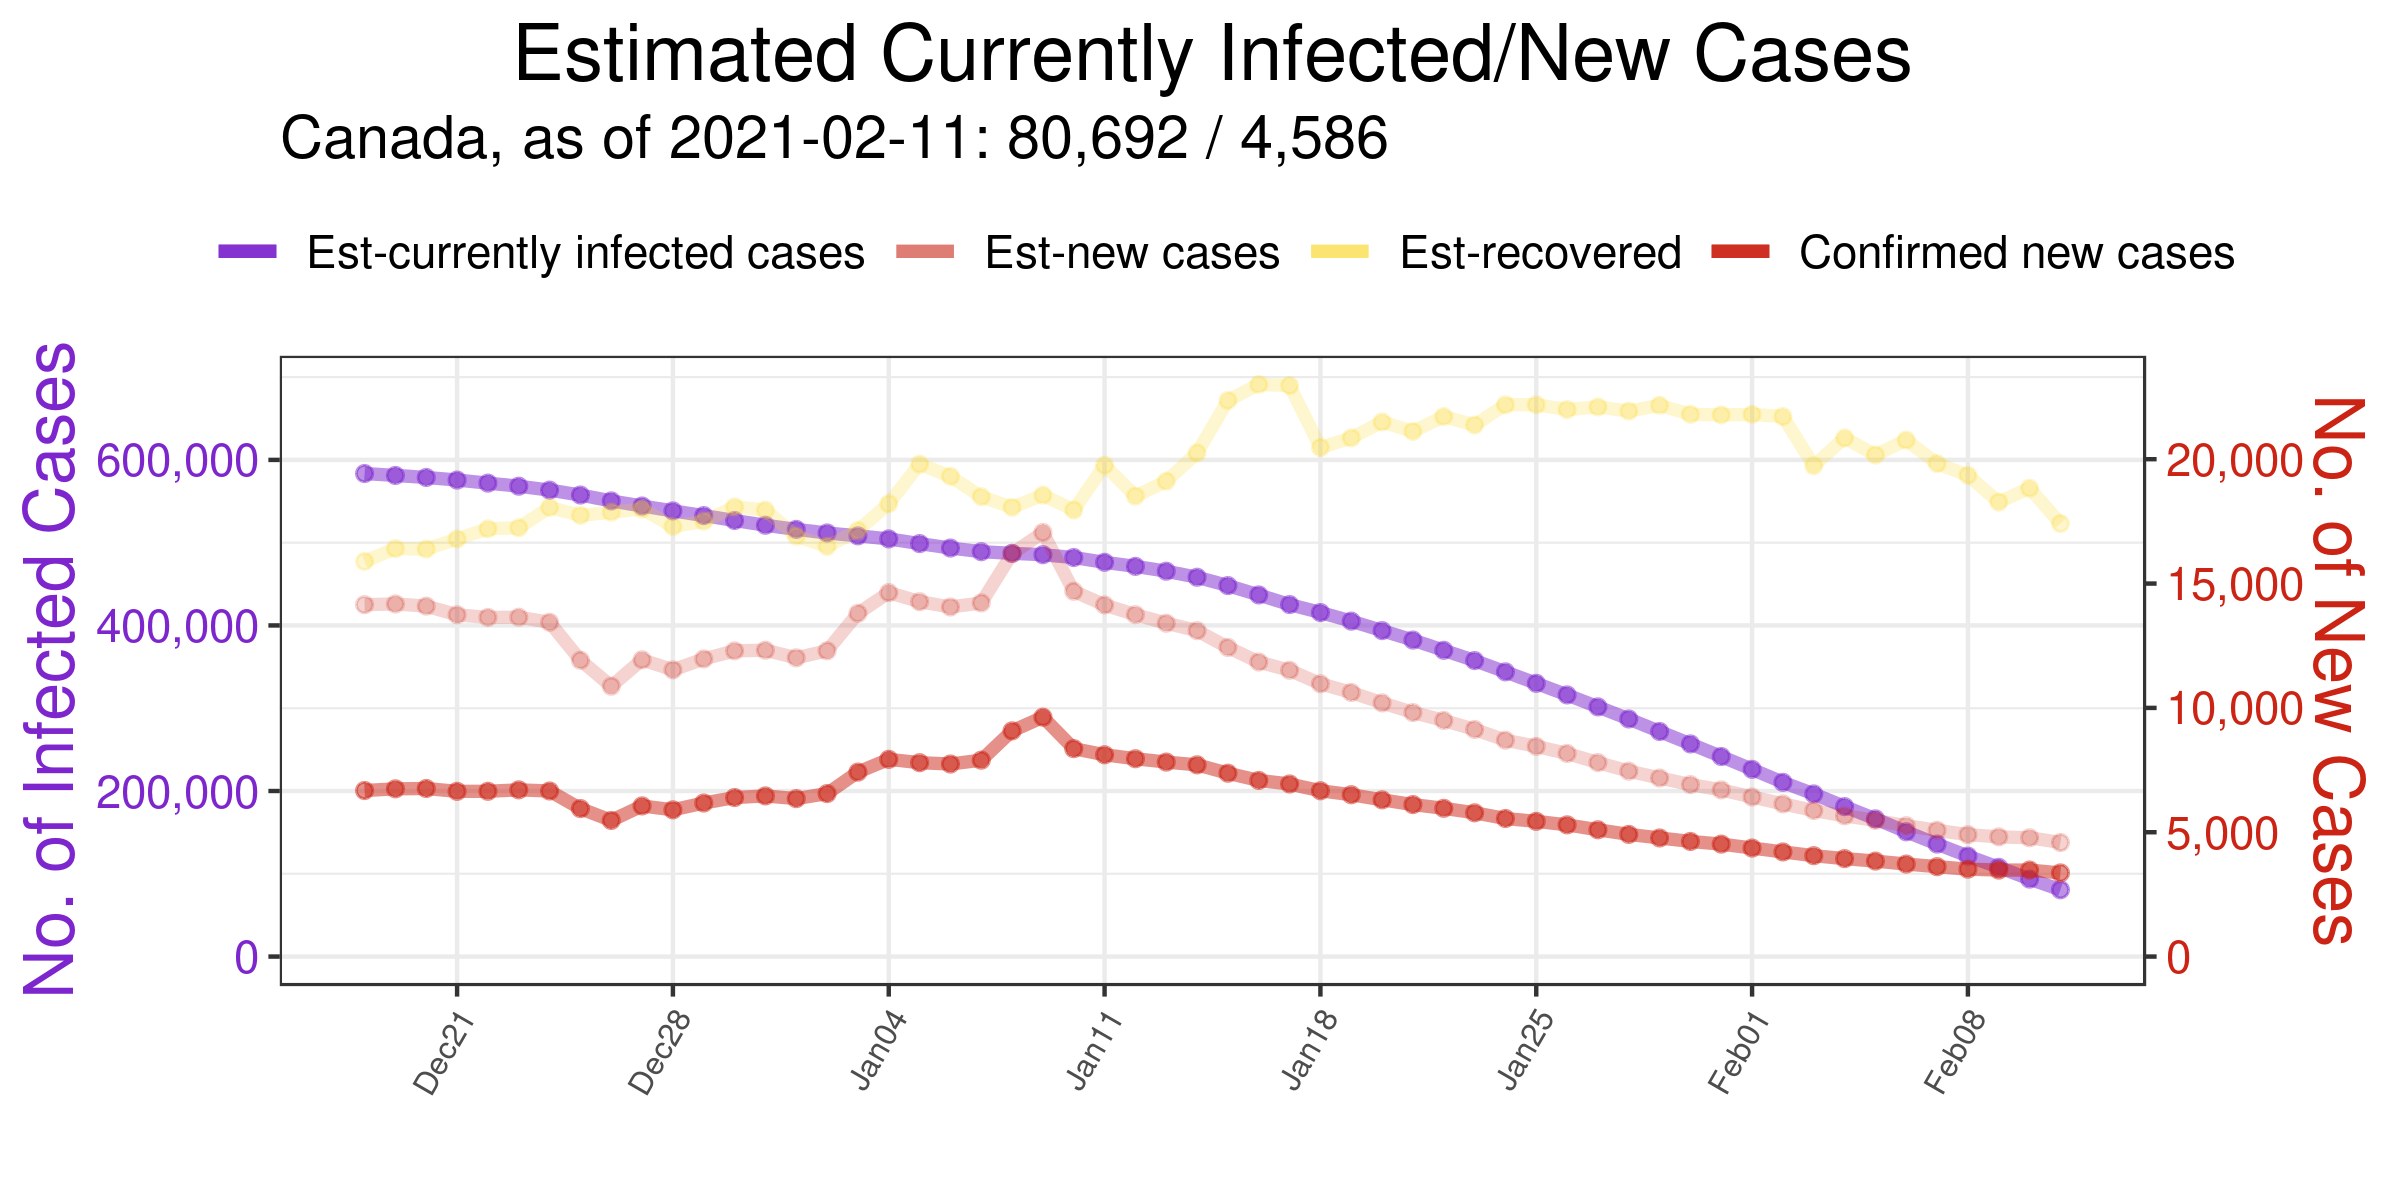 Estimated Currently Infected/New Cases
Canada, as of 2021-02-11: 80,692 / 4,586
Est-currently infected cases Est-new cases Est-recovered Confirmed new cases
No. of Infected Cases
600,000
400,000
200,000
0
20,000
15,000
10,000
5,000
0
No. of New Cases
Dec21 Dec28 Jan04 Jan11 Jan18 Jan25 Feb01 Feb08